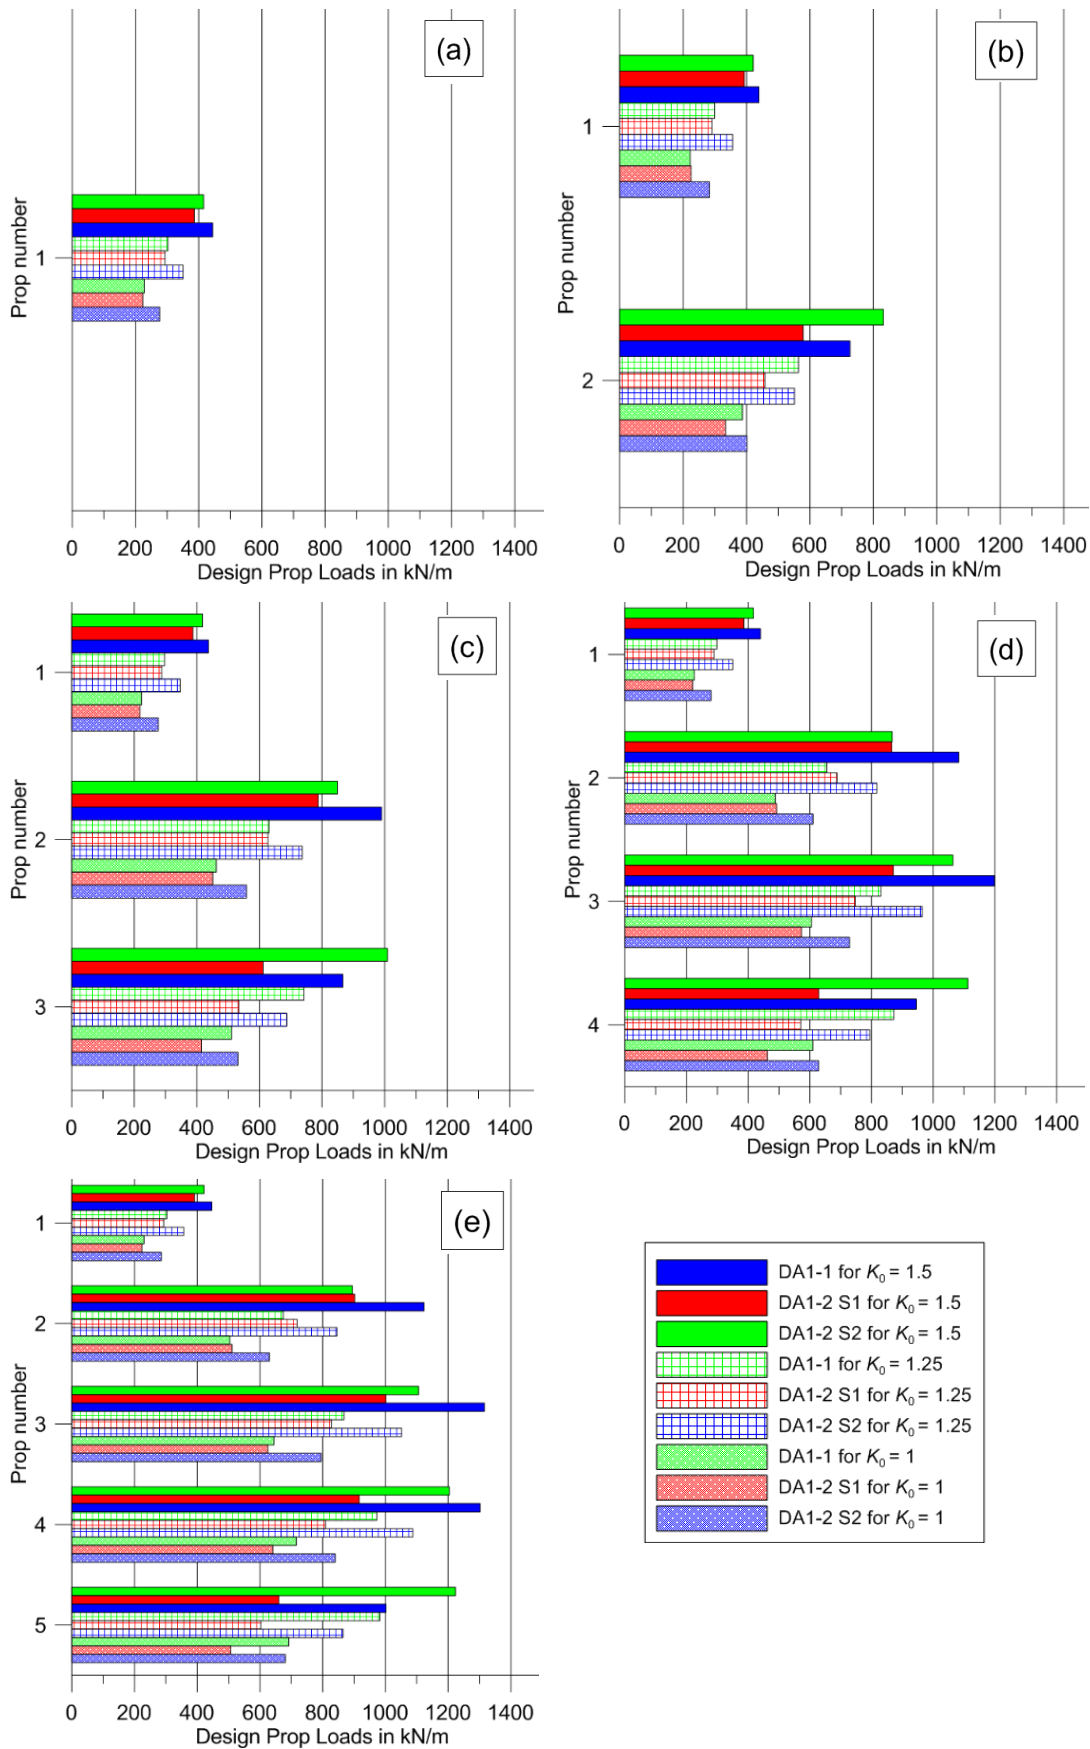 (a)
Prop number
1
0 200 400 600 800 1000 1200 1400
Design Prop Loads in kN/m
(b)
Prop number
1
2
0 200 400 600 800 1000 1200 1400
Design Prop Loads in kN/m
(c)
Prop number
1
2
3
0 200 400 600 800 1000 1200 1400
Design Prop Loads in kN/m
(d)
Prop number
1
2
3
4
0 200 400 600 800 1000 1200 1400
Design Prop Loads in kN/m
(e)
Prop number
1
2
3
4
5
0 200 400 600 800 1000 1200 1400
Design Prop Loads in kN/m
DA1-1 for K₀ = 1.5
DA1-2 S1 for K₀ = 1.5
DA1-2 S2 for K₀ = 1.5
DA1-1 for K₀ = 1.25
DA1-2 S1 for K₀ = 1.25
DA1-2 S2 for K₀ = 1.25
DA1-1 for K₀ = 1
DA1-2 S1 for K₀ = 1
DA1-2 S2 for K₀ = 1